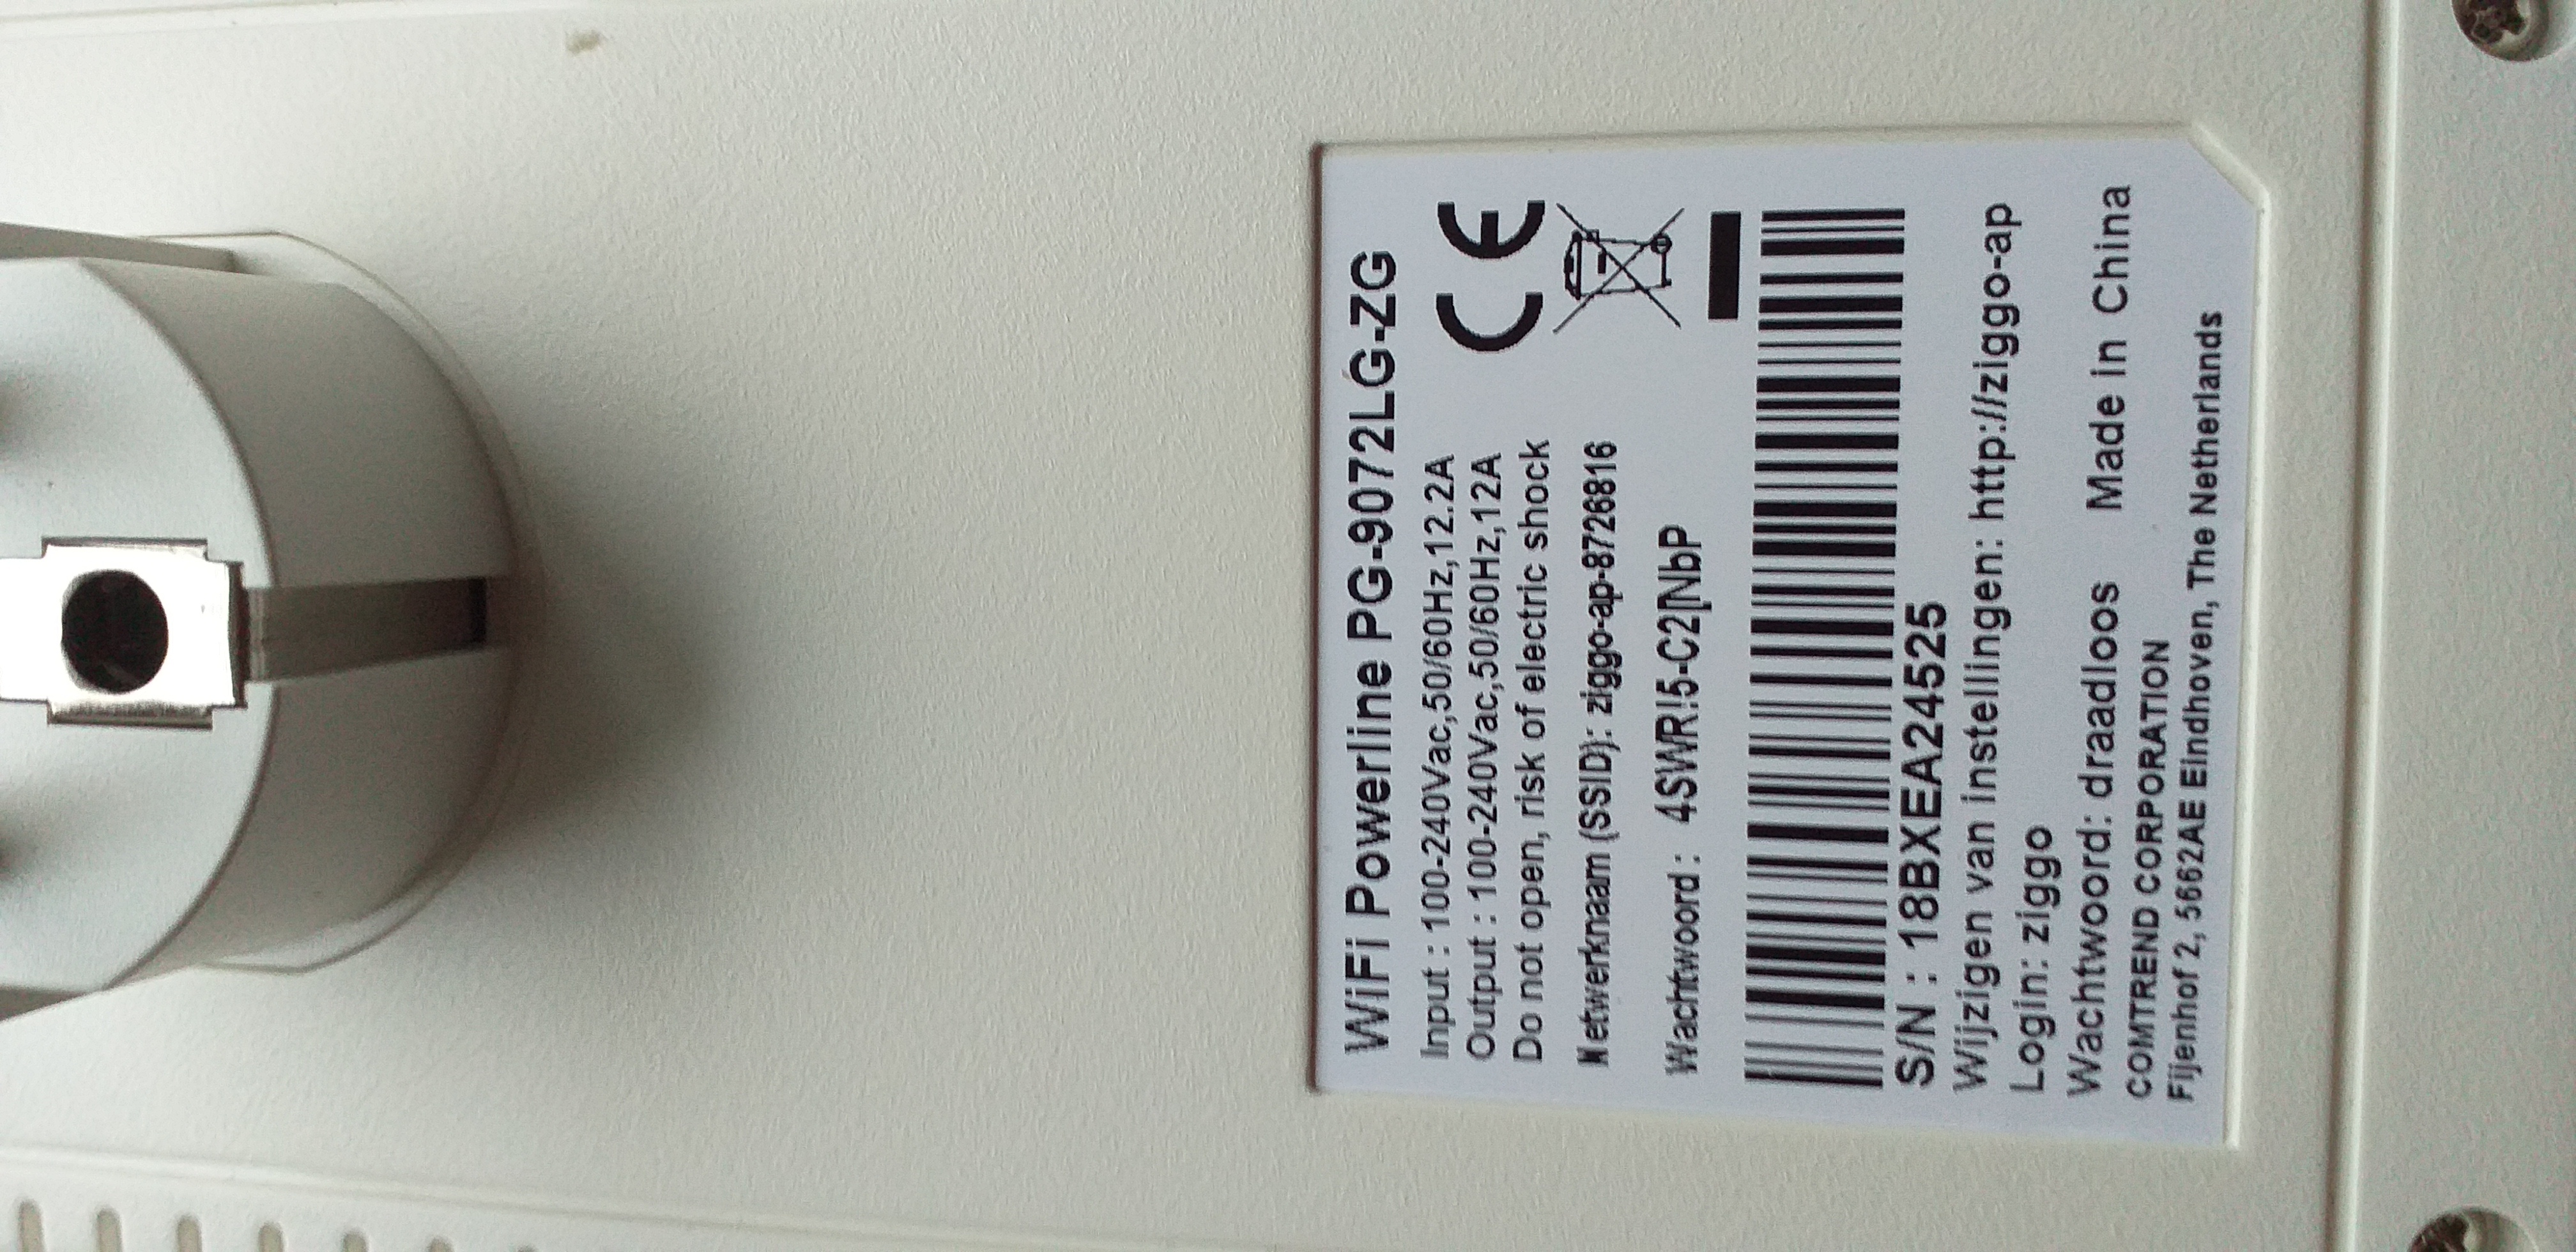 WiFi Powerline PG-9072LG-ZG
Input : 100-240Vac,50/60Hz,12.2A
Output : 100-240Vac,50/60Hz,12A
Do not open, risk of electric shock
CE
Netwerknaam (SSID): ziggo-ap-8726816
Wachtwoord : 4SWR!5-C2[NbP
S/N : 18BXEA24525
Wijzigen van instellingen: http://ziggo-ap
Login: ziggo
Wachtwoord: draadloos Made in China
COMTREND CORPORATION
Fijenhof 2, 5662AE Eindhoven, The Netherlands